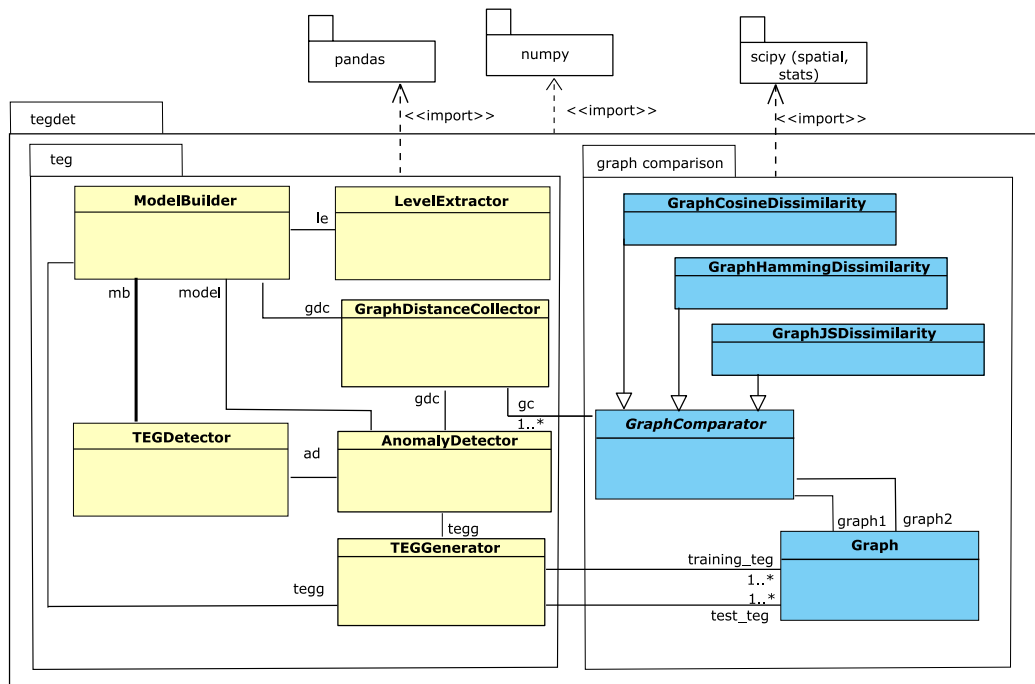 pandas
numpy
scipy (spatial,
stats)
<<import>>
<<import>>
<<import>>
tegdet
teg
graph comparison
ModelBuilder
le
LevelExtractor
GraphCosineDissimilarity
GraphHammingDissimilarity
GraphJSDissimilarity
mb
model
gdc
GraphDistanceCollector
gdc
gc
1..*
GraphComparator
TEGDetector
ad
AnomalyDetector
tegg
graph1
graph2
TEGGenerator
Graph
training_teg
1..*
1..*
test_teg
tegg